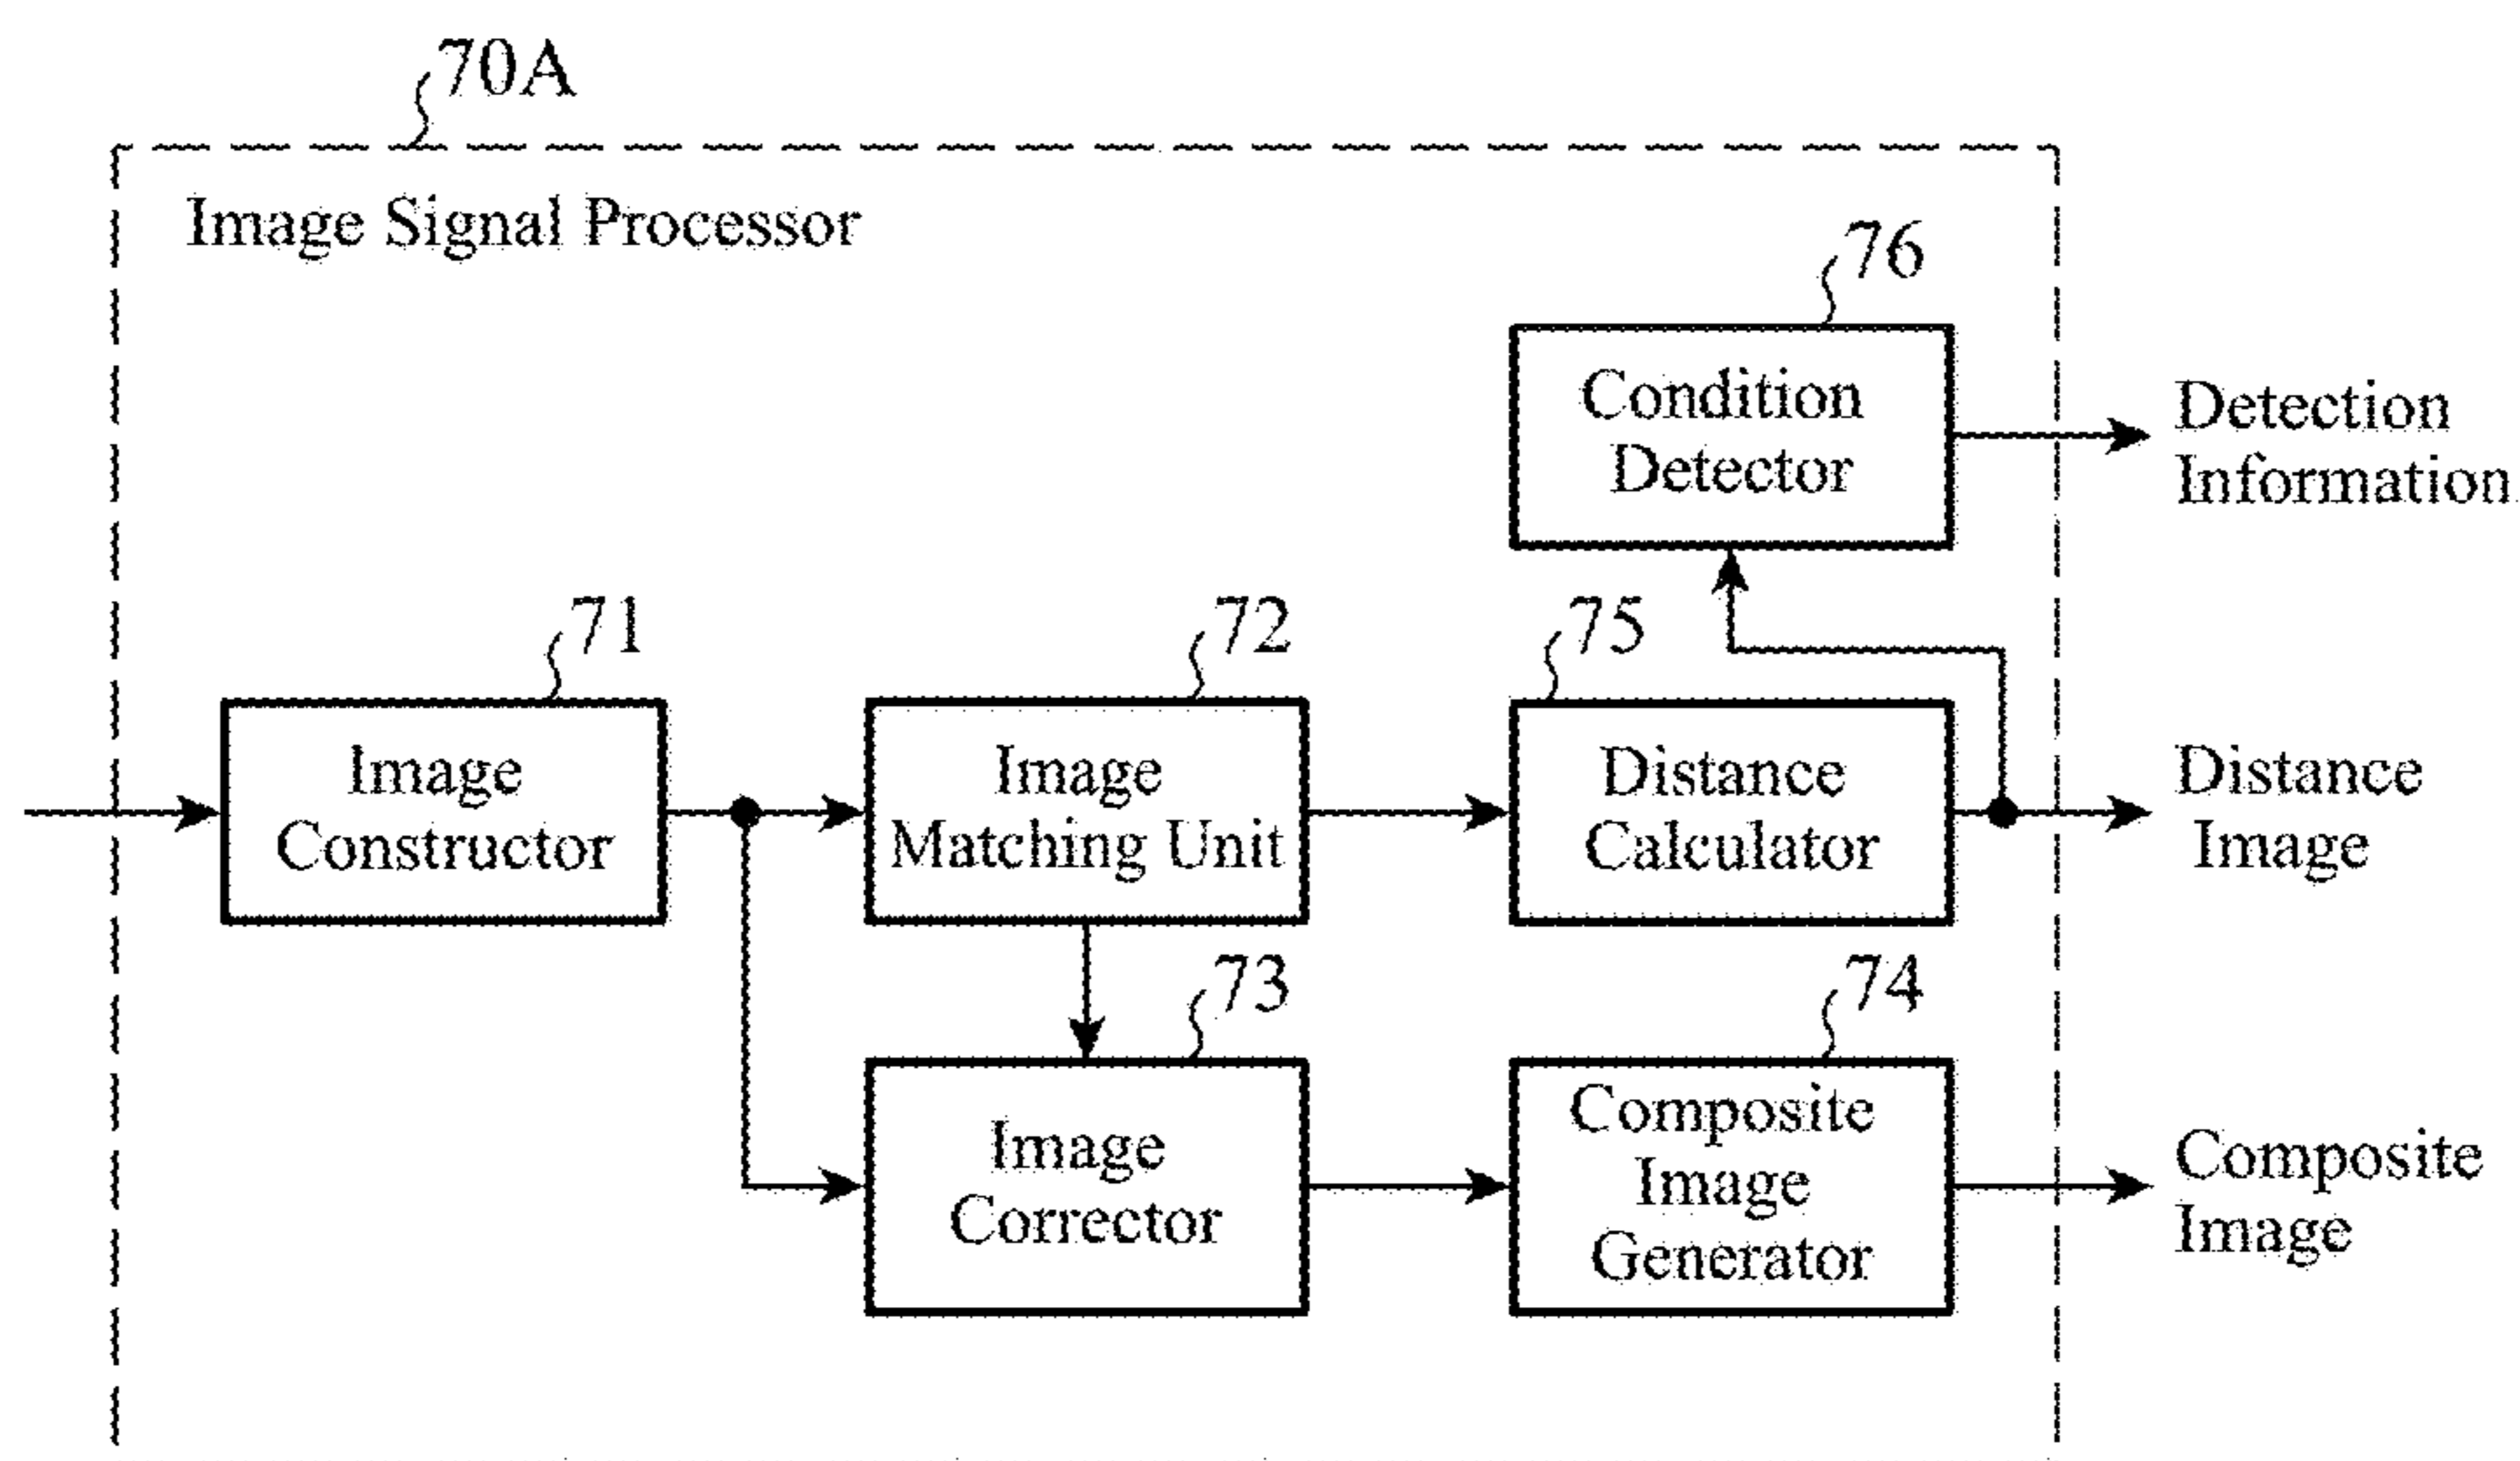 70A
Image Signal Processor
76
Condition
Detector
Detection
Information
71
72
75
Image
Constructor
Image
Matching Unit
Distance
Calculator
Distance
Image
73
74
Image
Corrector
Composite
Image
Generator
Composite
Image